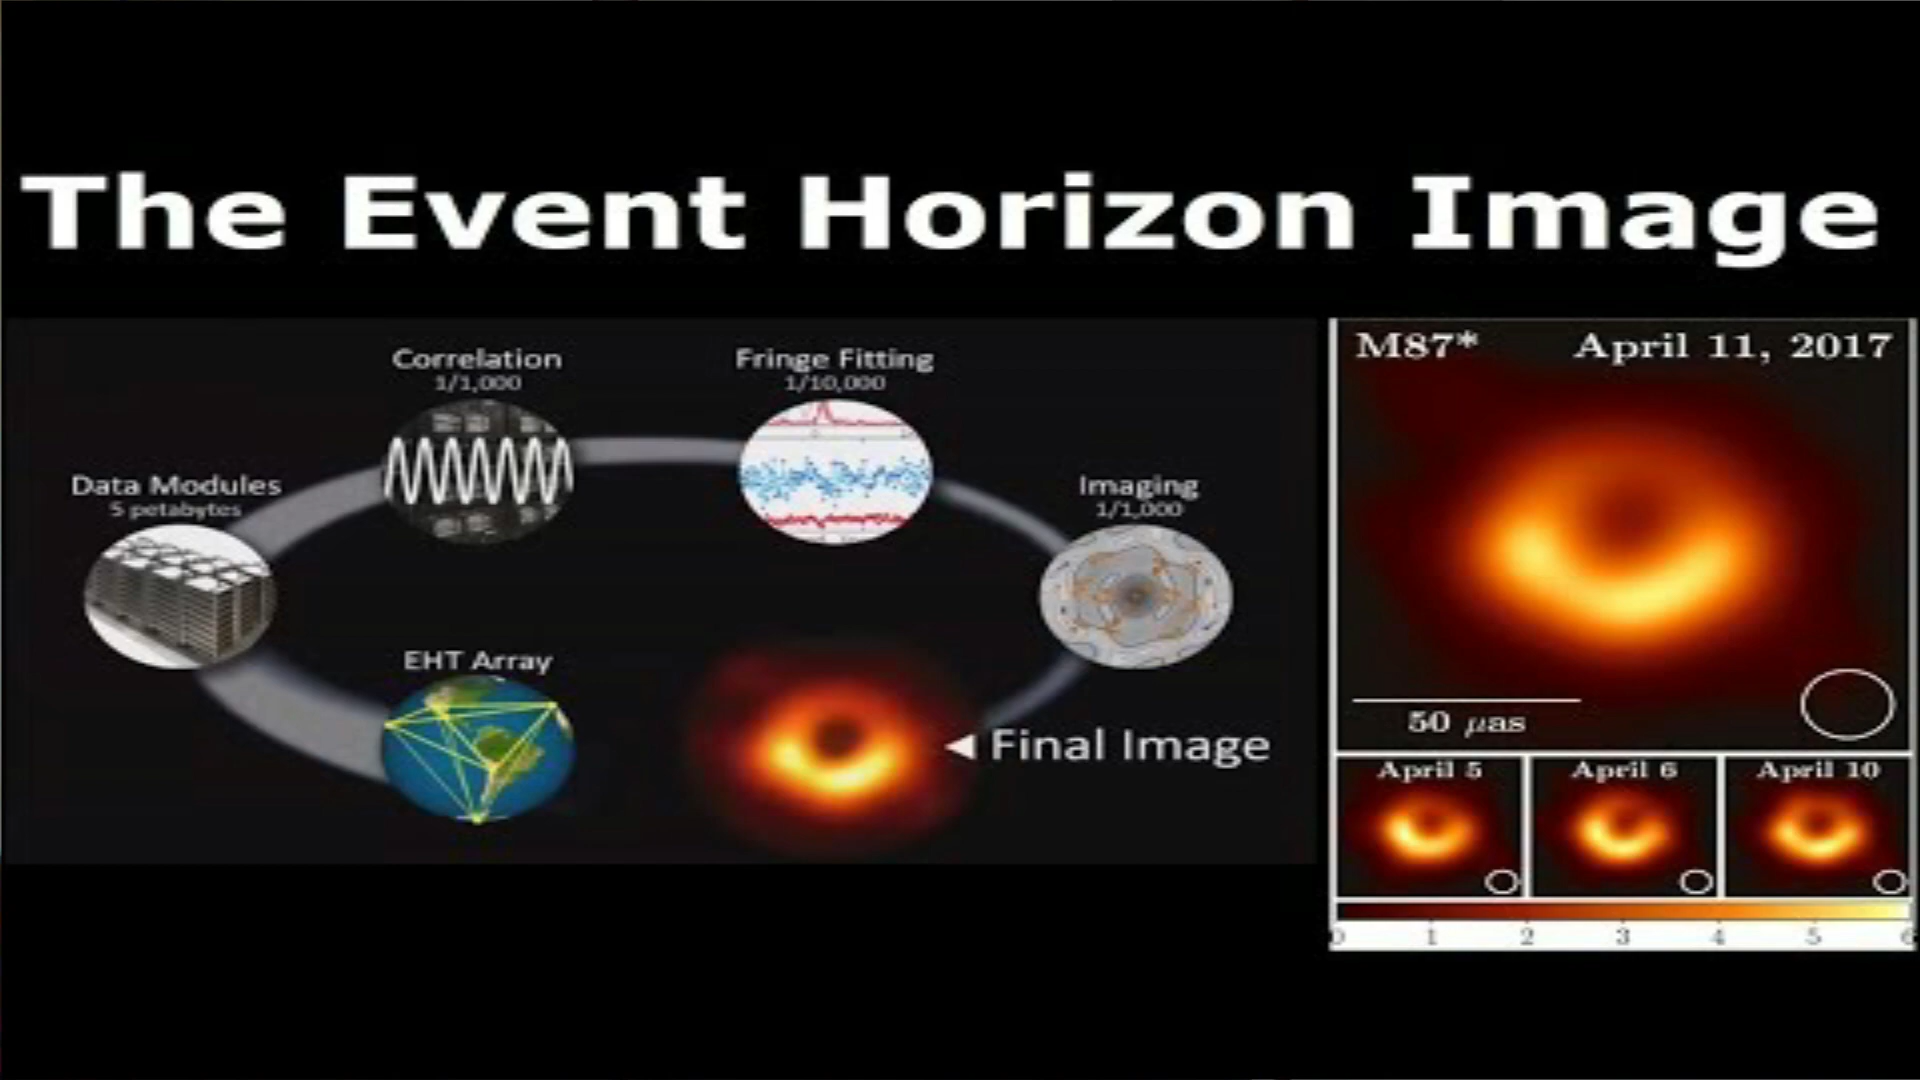 The Event Horizon Image
Correlation
1/1,000
Fringe Fitting
1/10,000
Data Modules
5 petabytes
Imaging
1/1,000
EHT Array
Final Image
M87* April 11, 2017
50 μas
April 5 April 6 April 10
0 1 2 3 4 5 6